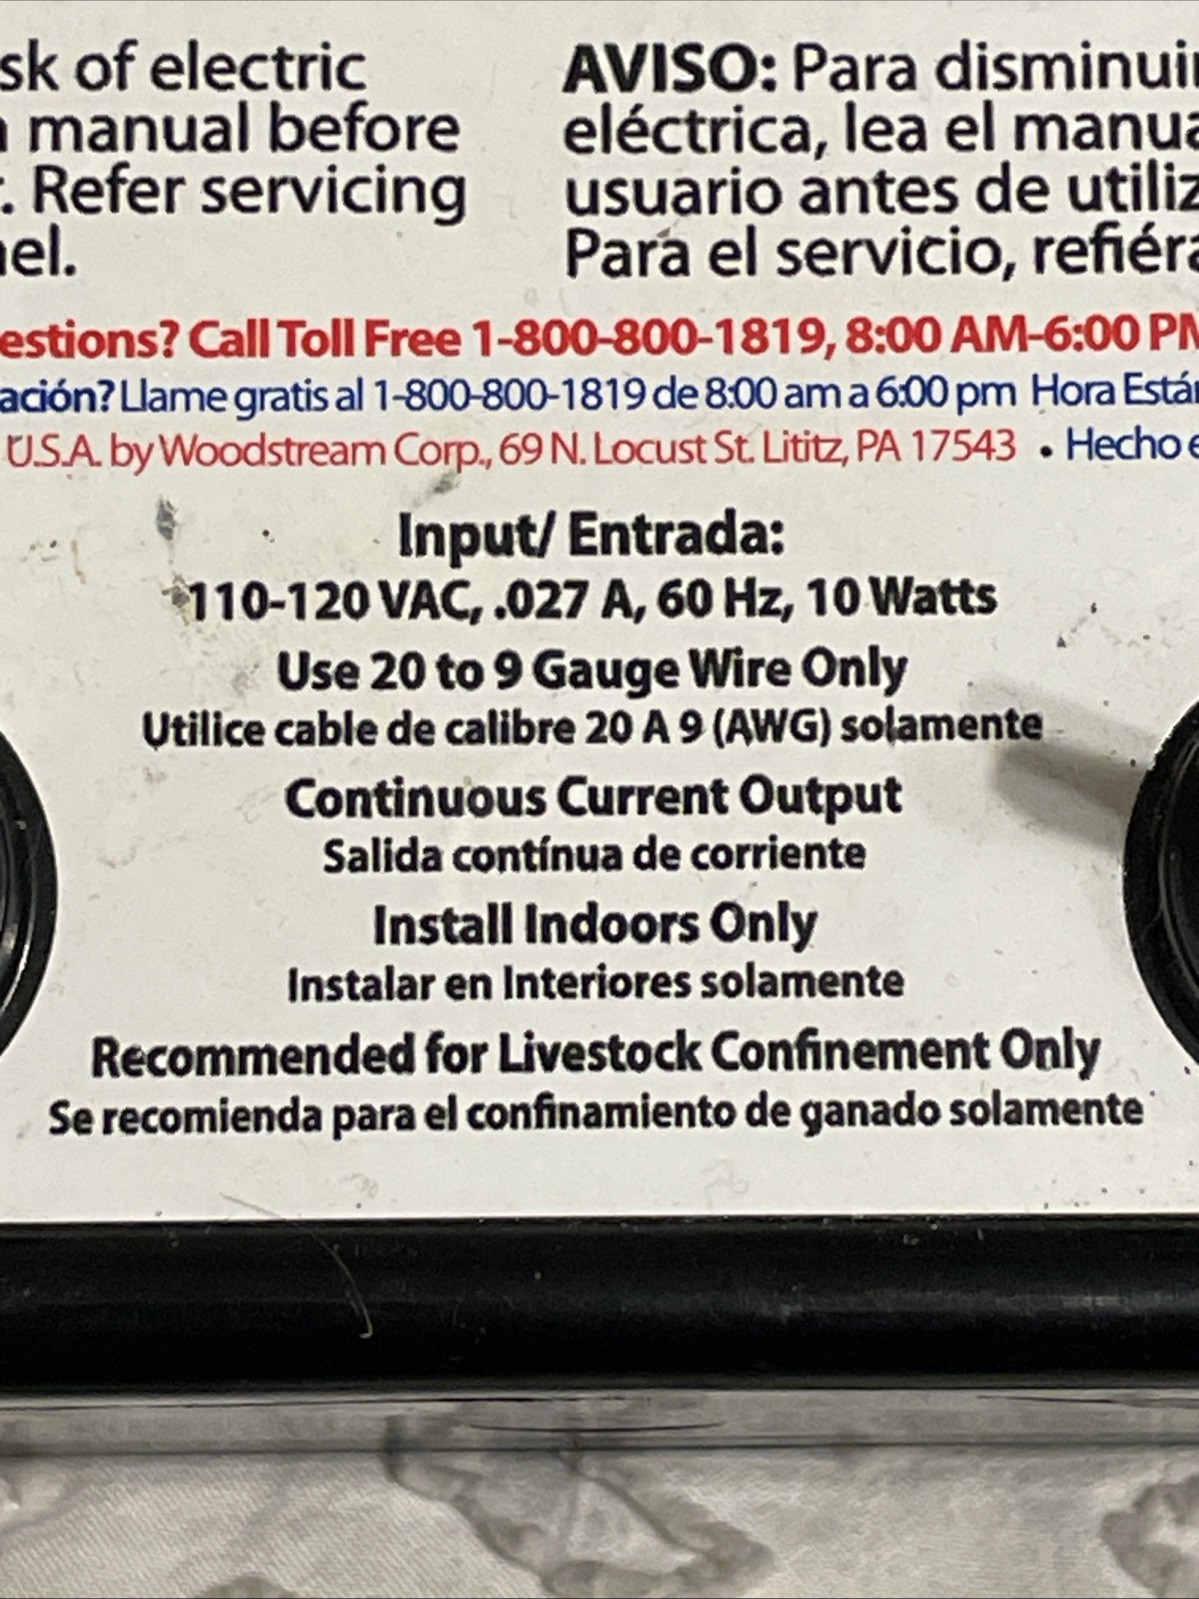 sk of electric
manual before
. Refer servicing
nel.
AVISO: Para disminuir
eléctrica, lea el manua
usuario antes de utiliz
Para el servicio, refiéra
estions? Call Toll Free 1-800-800-1819, 8:00 AM-6:00 PM
ación? Llame gratis al 1-800-800-1819 de 8:00 am a 6:00 pm Hora Están
U.S.A. by Woodstream Corp., 69 N. Locust St. Lititz, PA 17543 • Hecho e
Input/ Entrada:
110-120 VAC, .027 A, 60 Hz, 10 Watts
Use 20 to 9 Gauge Wire Only
Utilice cable de calibre 20 A 9 (AWG) solamente
Continuous Current Output
Salida contínua de corriente
Install Indoors Only
Instalar en Interiores solamente
Recommended for Livestock Confinement Only
Se recomienda para el confinamiento de ganado solamente